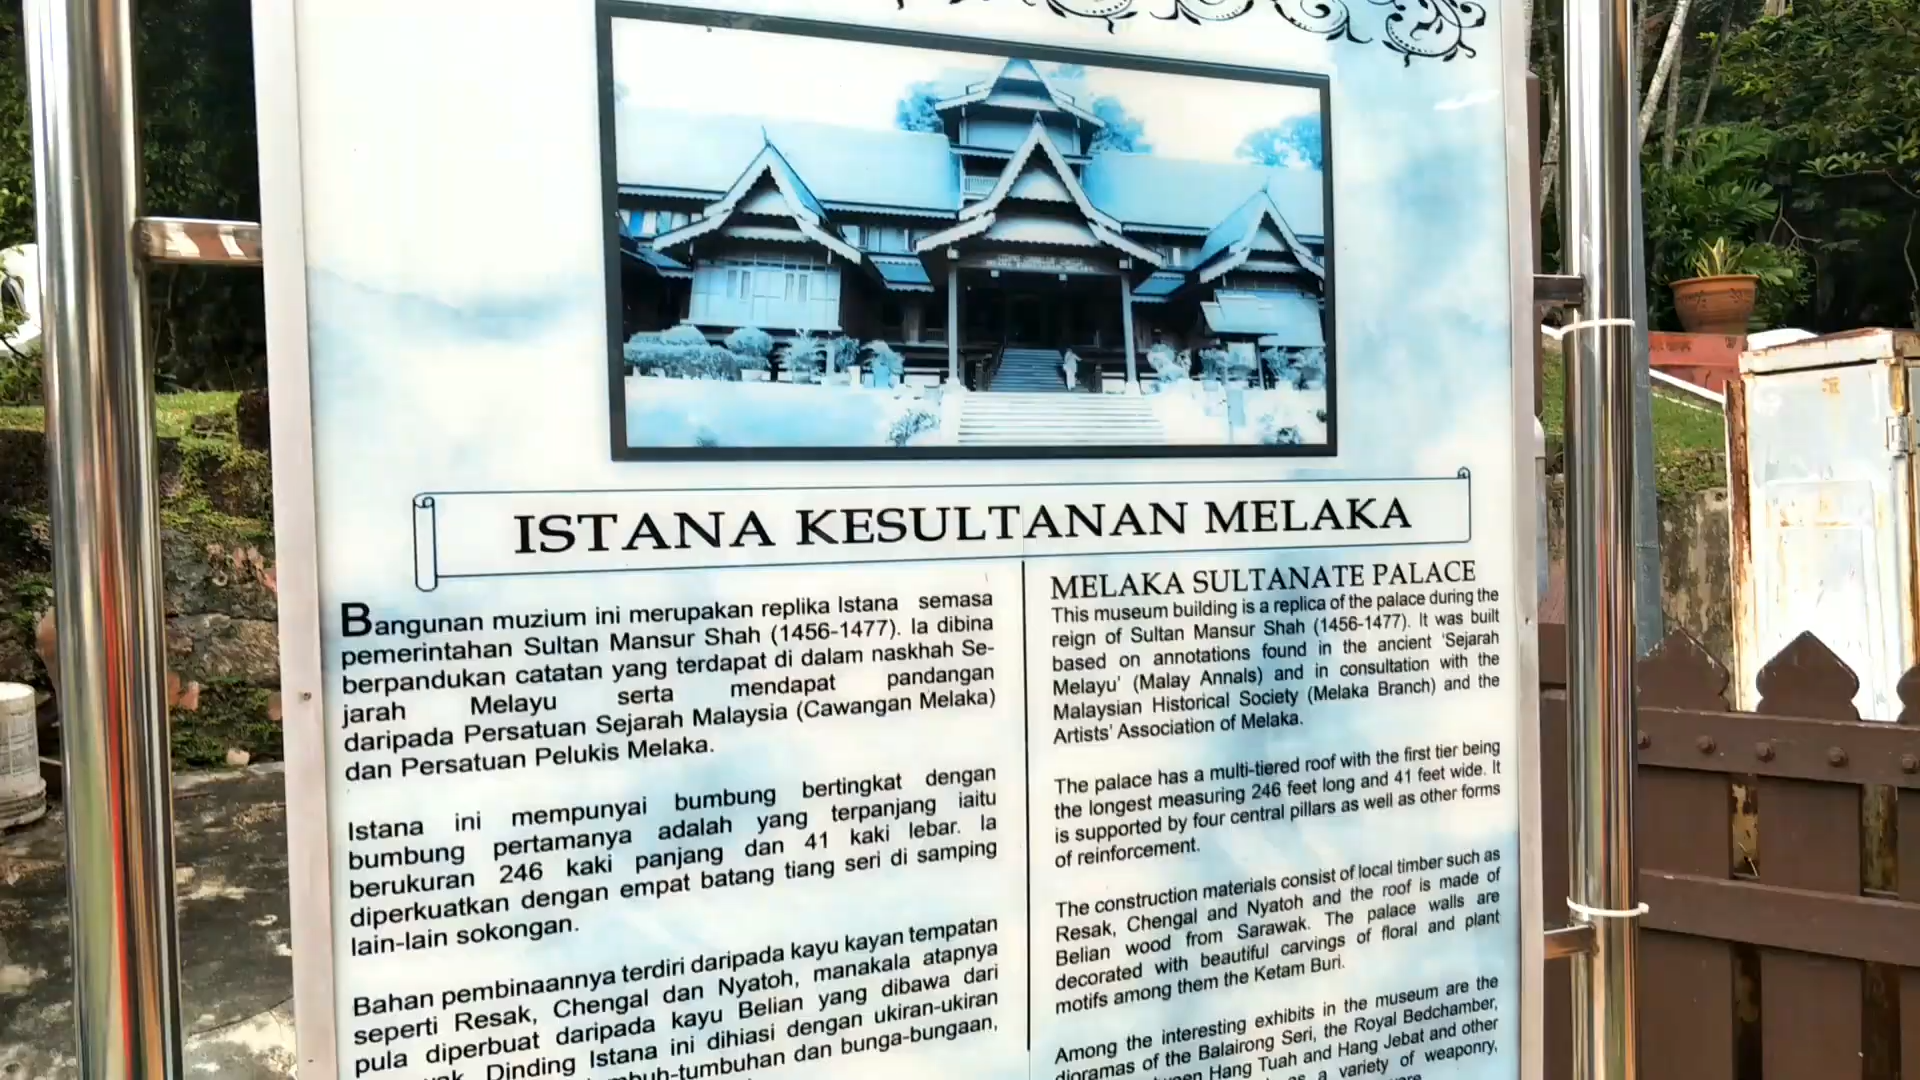 ISTANA KESULTANAN MELAKA
Bangunan muzium ini merupakan replika Istana semasa
pemerintahan Sultan Mansur Shah (1456-1477). Ia dibina
berpandukan catatan yang terdapat di dalam naskhah Se-
jarah Melayu serta mendapat pandangan
daripada Persatuan Sejarah Malaysia (Cawangan Melaka)
dan Persatuan Pelukis Melaka.
Istana ini mempunyai bumbung bertingkat dengan
bumbung pertamanya adalah yang terpanjang iaitu
berukuran 246 kaki panjang dan 41 kaki lebar. Ia
diperkuatkan dengan empat batang tiang seri di samping
lain-lain sokongan.
Bahan pembinaannya terdiri daripada kayu kayan tempatan
seperti Resak, Chengal dan Nyatoh, manakala atapnya
pula diperbuat daripada kayu Belian yang dibawa dari
Dinding Istana ini dihiasi dengan ukiran-ukiran
dan bunga-bungaan,
MELAKA SULTANATE PALACE
This museum building is a replica of the palace during the
reign of Sultan Mansur Shah (1456-1477). It was built
based on annotations found in the ancient 'Sejarah
Melayu' (Malay Annals) and in consultation with the
Malaysian Historical Society (Melaka Branch) and the
Artists' Association of Melaka.
The palace has a multi-tiered roof with the first tier being
the longest measuring 246 feet long and 41 feet wide. It
is supported by four central pillars as well as other forms
of reinforcement.
The construction materials consist of local timber such as
Resak, Chengal and Nyatoh and the roof is made of
Belian wood from Sarawak. The palace walls are
decorated with beautiful carvings of floral and plant
motifs among them the Ketam Buri.
Among the interesting exhibits in the museum are the
dioramas of the Balairong Seri, the Royal Bedchamber,
Hang Tuah and Hang Jebat and other
a variety of weaponry,